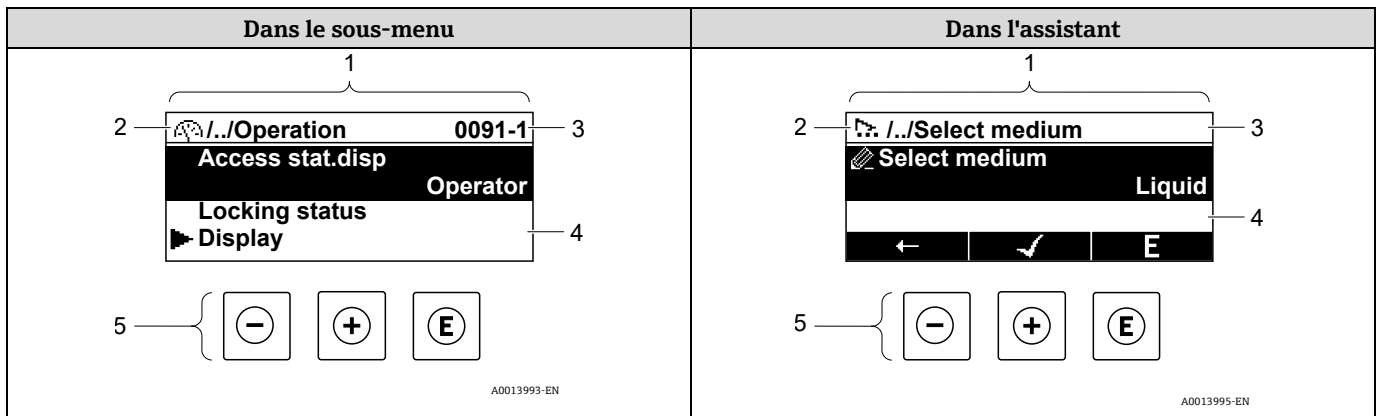 Dans le sous-menu
Dans l'assistant
1
2
/../Operation 0091-1
3
Access stat.disp
Operator
Locking status
Display
4
5
- + E
A0013993-EN
1
2
/../Select medium
3
Select medium
Liquid
4
← ✓ E
5
- + E
A0013995-EN